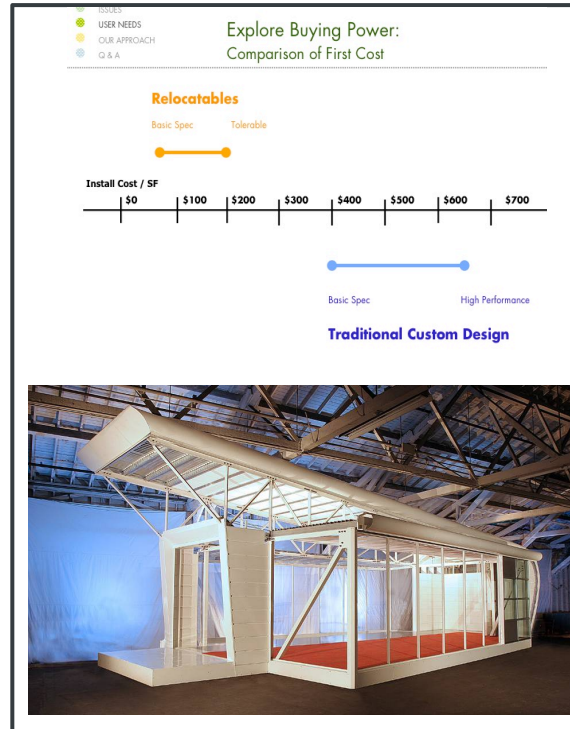 ISSUES
USER NEEDS
OUR APPROACH
Q & A
Explore Buying Power:
Comparison of First Cost
Relocatables
Basic Spec Tolerable
Install Cost / SF
$0 $100 $200 $300 $400 $500 $600 $700
Basic Spec High Performance
Traditional Custom Design